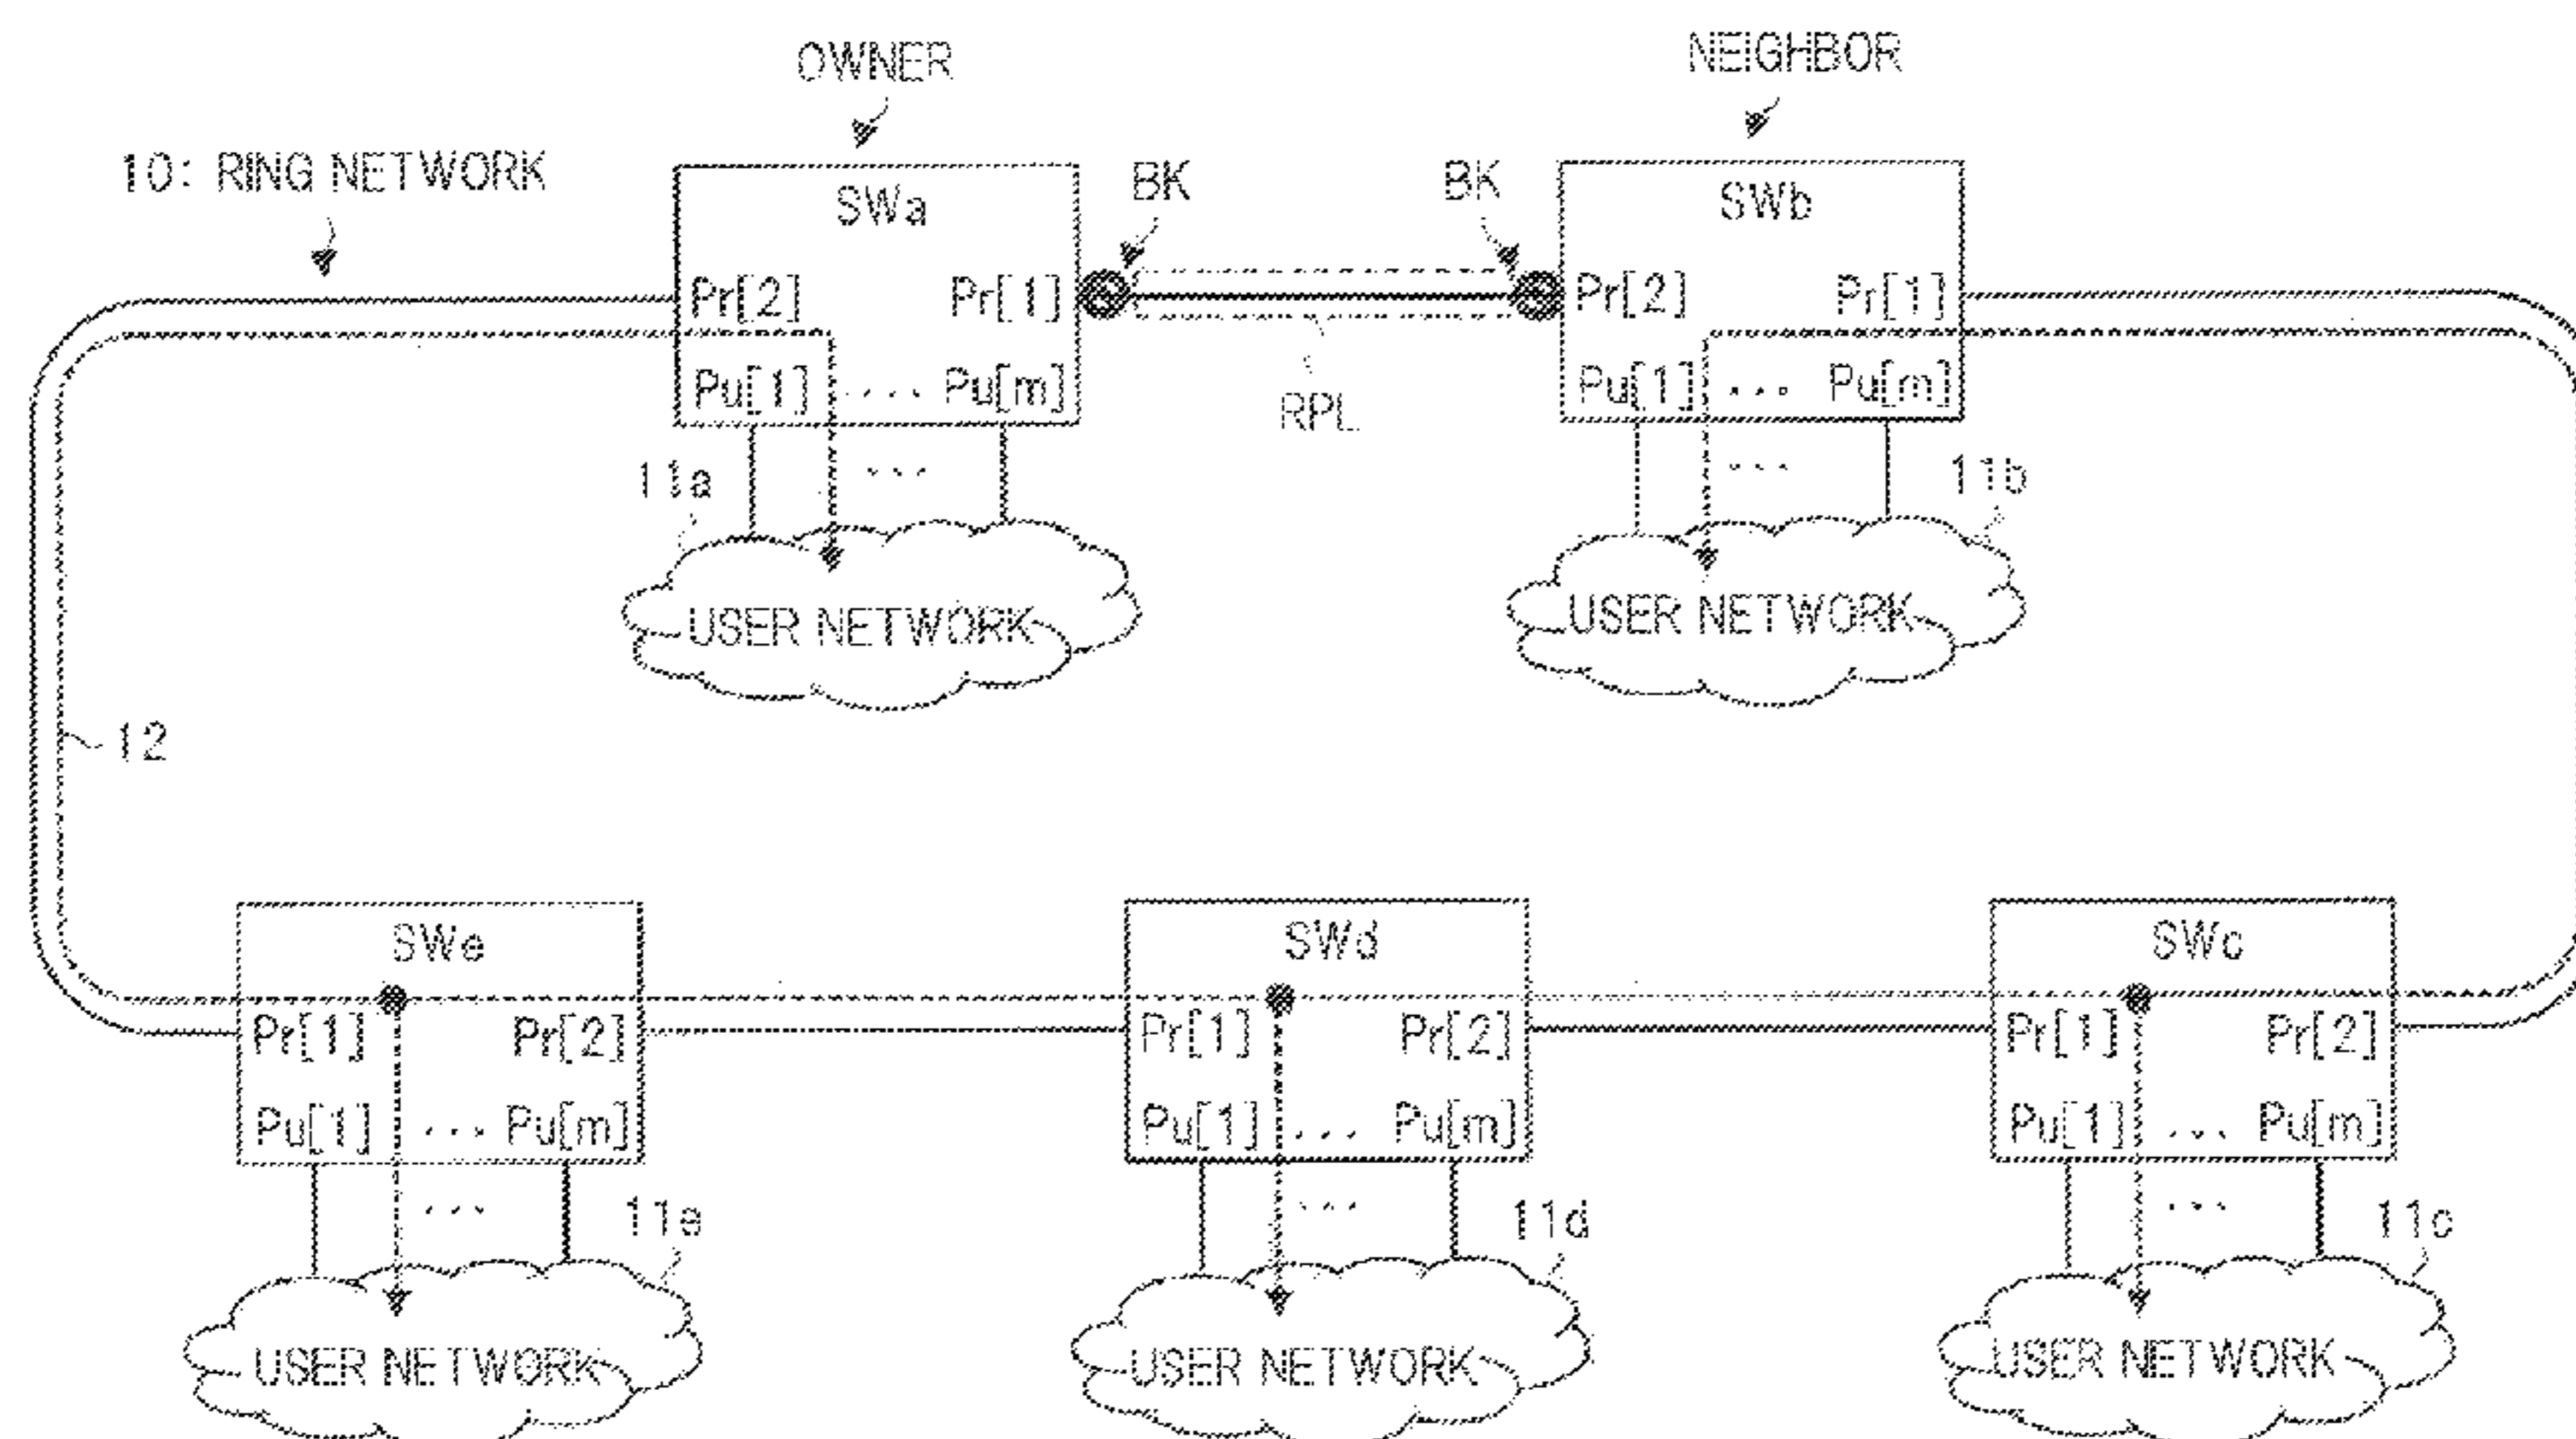 OWNER NEIGHBOR
10: RING NETWORK
SWa BK BK SWb
Pr[2] Pr[1] Pr[2] Pr[1]
Pu[1] ... Pu[m] RPL Pu[1] ... Pu[m]
11a ... ... 11b
USER NETWORK USER NETWORK
12
SWe SWd SWc
Pr[1] Pr[2] Pr[1] Pr[2] Pr[1] Pr[2]
Pu[1] ... Pu[m] Pu[1] ... Pu[m] Pu[1] ... Pu[m]
... 11e ... 11d ... 11c
USER NETWORK USER NETWORK USER NETWORK